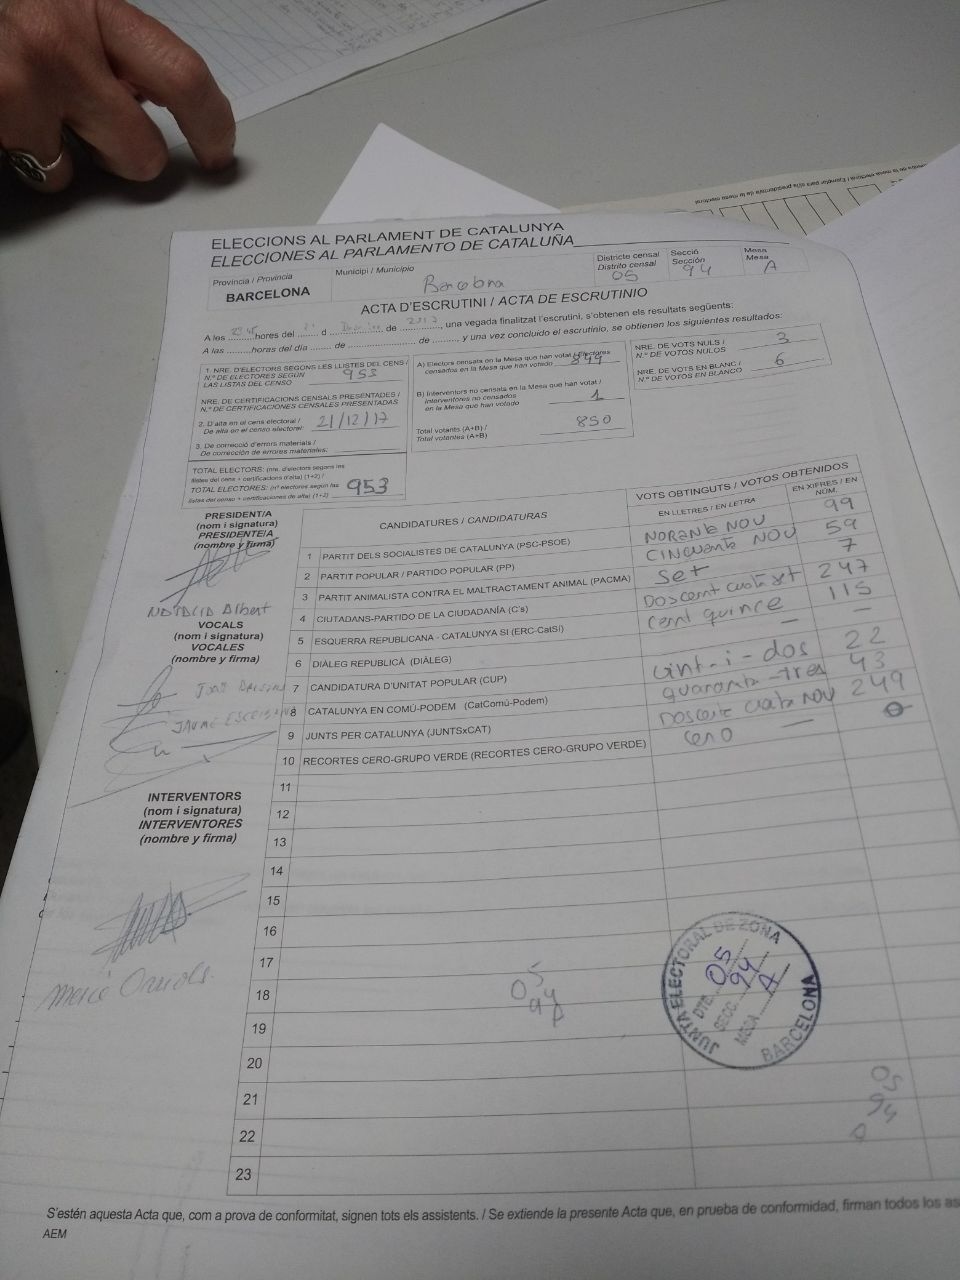 ELECCIONS AL PARLAMENT DE CATALUNYA
ELECCIONES AL PARLAMENTO DE CATALUÑA
Provincia / Provincia
BARCELONA
Municipi / Municipio
Barcelona
Districte censal
Distrito censal
05
Secció
Sección
94
Mesa
Mesa
A
ACTA D'ESCRUTINI / ACTA DE ESCRUTINIO
A les hores del d de 2017, una vegada finalitzat l'escrutini, s'obtenen els resultats següents:
A las horas del día de de y una vez concluido el escrutinio, se obtienen los siguientes resultados:
1. NRE. D'ELECTORS SEGONS LES LLISTES DEL CENS /
N.º DE ELECTORES SEGÚN
LAS LISTAS DEL CENSO 953
NRE. DE CERTIFICACIONS CENSALS PRESENTADES /
N.º DE CERTIFICACIONES CENSALES PRESENTADAS
2. D'alta en el cens electoral /
De alta en el censo electoral: 21/12/17
3. De correcció d'errors materials /
De corrección de errores materiales:
TOTAL ELECTORS: (nre. d'electors segons les
llistes del cens + certificacions d'alta) (1+2) /
TOTAL ELECTORES: (nº electores según las
listas del censo + certificaciones de alta) (1+2) 953
A) Electors censats en la Mesa que han votat / Electores
censados en la Mesa que han votado 849
B) Interventors no censats en la Mesa que han votat /
Interventores no censados
en la Mesa que han votado 1
Total votants (A+B) /
Total votantes (A+B) 850
NRE. DE VOTS NULS /
N.º DE VOTOS NULOS 3
NRE. DE VOTS EN BLANC /
N.º DE VOTOS EN BLANCO 6
CANDIDATURES / CANDIDATURAS
VOTS OBTINGUTS / VOTOS OBTENIDOS
EN LLETRES / EN LETRA
EN XIFRES / EN NÚM.
1 PARTIT DELS SOCIALISTES DE CATALUNYA (PSC-PSOE) NORANTA NOU 99
2 PARTIT POPULAR / PARTIDO POPULAR (PP) CINQUANTA NOU 59
3 PARTIT ANIMALISTA CONTRA EL MALTRACTAMENT ANIMAL (PACMA) Set 7
4 CIUTADANS-PARTIDO DE LA CIUDADANÍA (C's) 247
5 ESQUERRA REPUBLICANA - CATALUNYA SÍ (ERC-CatSí) cent quince 115
6 DIÀLEG REPUBLICÀ (DIÀLEG) — —
7 CANDIDATURA D'UNITAT POPULAR (CUP) vint-i-dos 22
8 CATALUNYA EN COMÚ-PODEM (CatComú-Podem) quaranta-tres 43
9 JUNTS PER CATALUNYA (JUNTSxCAT) 249
10 RECORTES CERO-GRUPO VERDE (RECORTES CERO-GRUPO VERDE) cero — 0
11
12
13
14
15
16
17
18
19
20
21
22
23
PRESIDENT/A
(nom i signatura)
PRESIDENTE/A
(nombre y firma)
Albert
VOCALS
(nom i signatura)
VOCALES
(nombre y firma)
JOAN
JAUME
INTERVENTORS
(nom i signatura)
INTERVENTORES
(nombre y firma)
05
94
A
JUNTA ELECTORAL DE ZONA
DTE. 05
SECC. 94
MESA A
BARCELONA
05
94
S'estén aquesta Acta que, com a prova de conformitat, signen tots els assistents. / Se extiende la presente Acta que, en prueba de conformidad, firman todos los
AEM